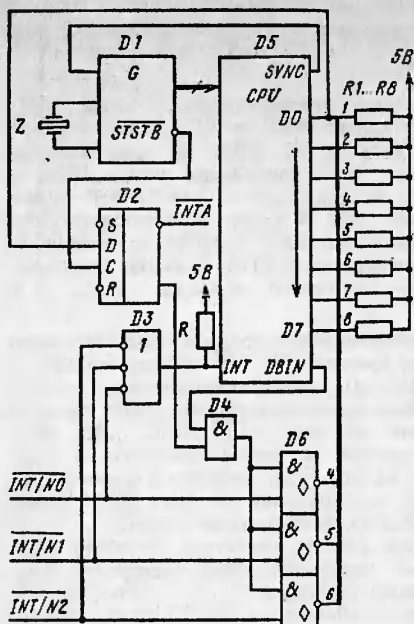 D1
D5
G
SYNC
CPU
5В
R1...R8
Z
STSTB
D0
1
2
3
4
5
6
7
8
D2
S
D
C
R
INTA
5В
R
D3
1
D7
INT DBIN
D4
&
D6
&
4
&
5
&
6
INT/N0
INT/N1
INT/N2